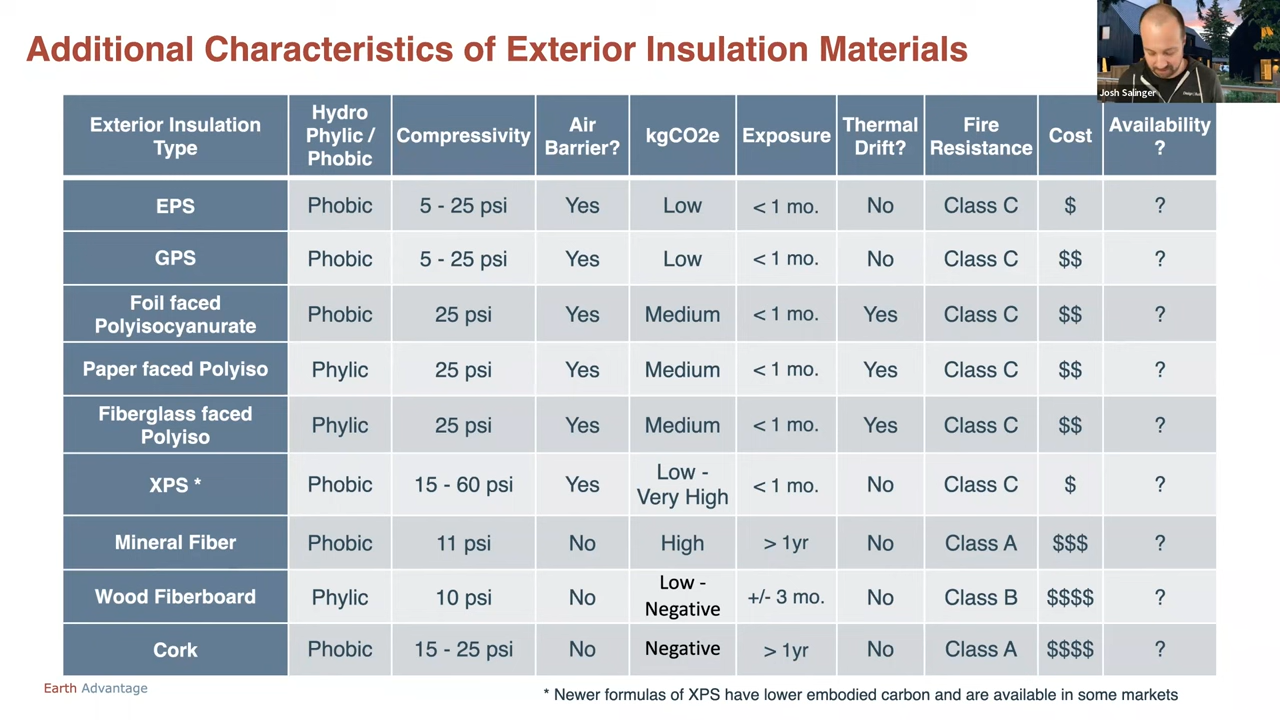 Additional Characteristics of Exterior Insulation Materials
Josh Salinger
Exterior Insulation Type | Hydro Phylic / Phobic | Compressivity | Air Barrier? | kgCO2e | Exposure | Thermal Drift? | Fire Resistance | Cost | Availability ?
EPS | Phobic | 5 - 25 psi | Yes | Low | < 1 mo. | No | Class C | $ | ?
GPS | Phobic | 5 - 25 psi | Yes | Low | < 1 mo. | No | Class C | $$ | ?
Foil faced Polyisocyanurate | Phobic | 25 psi | Yes | Medium | < 1 mo. | Yes | Class C | $$ | ?
Paper faced Polyiso | Phylic | 25 psi | Yes | Medium | < 1 mo. | Yes | Class C | $$ | ?
Fiberglass faced Polyiso | Phylic | 25 psi | Yes | Medium | < 1 mo. | Yes | Class C | $$ | ?
XPS * | Phobic | 15 - 60 psi | Yes | Low - Very High | < 1 mo. | No | Class C | $ | ?
Mineral Fiber | Phobic | 11 psi | No | High | > 1yr | No | Class A | $$$ | ?
Wood Fiberboard | Phylic | 10 psi | No | Low - Negative | +/- 3 mo. | No | Class B | $$$$ | ?
Cork | Phobic | 15 - 25 psi | No | Negative | > 1yr | No | Class A | $$$$ | ?
Earth Advantage
* Newer formulas of XPS have lower embodied carbon and are available in some markets